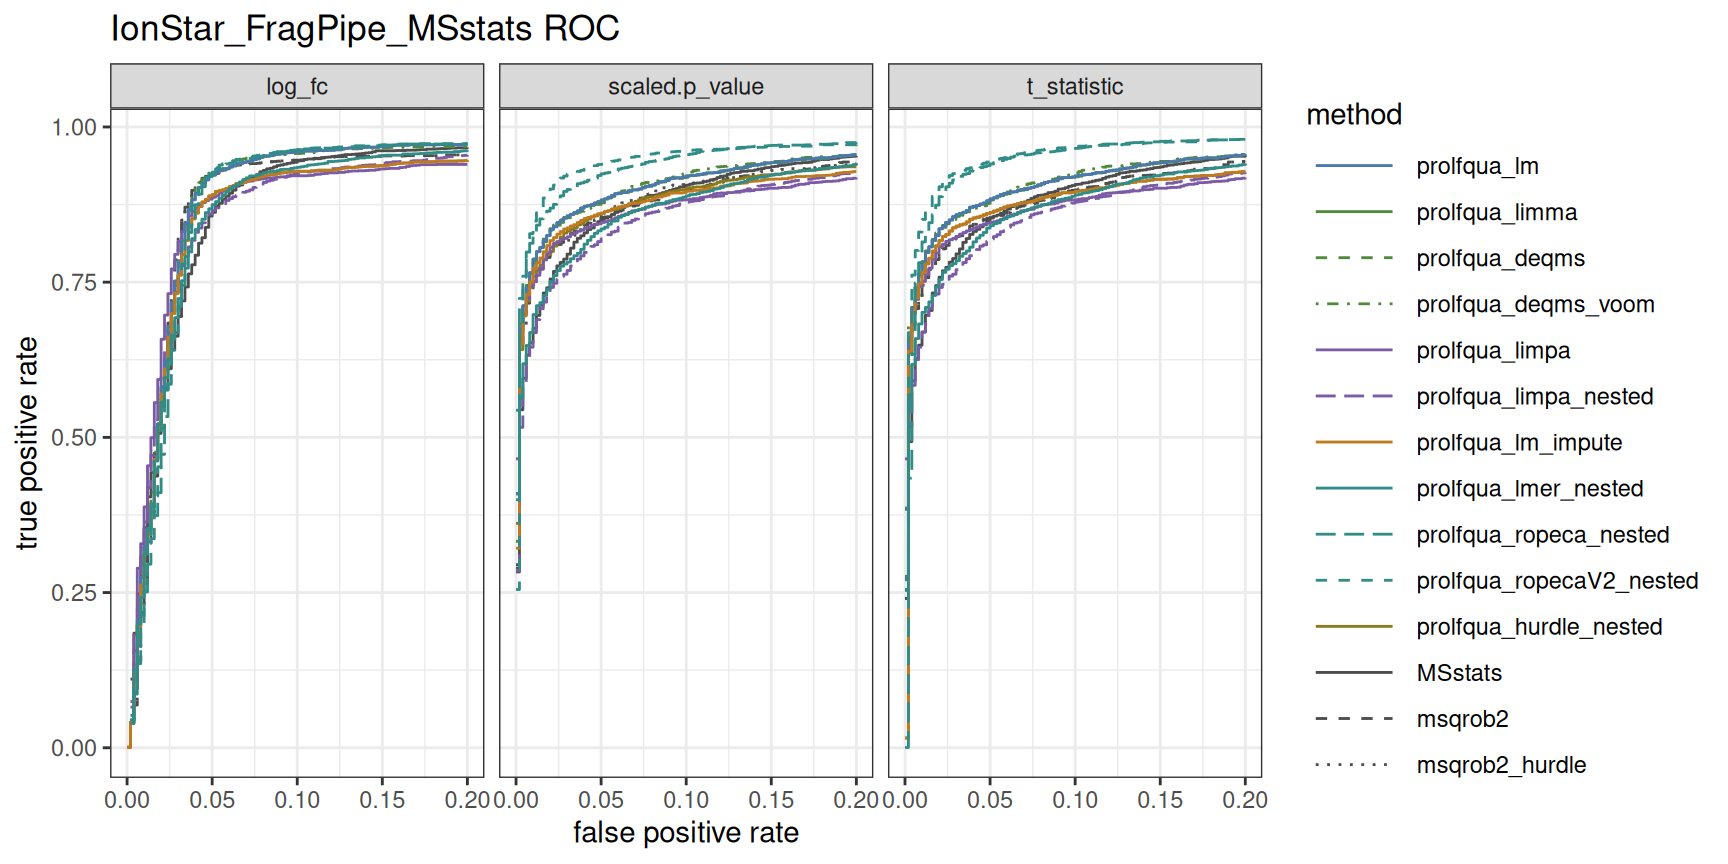 IonStar_FragPipe_MSstats ROC
log_fc
scaled.p_value
t_statistic
true positive rate
1.00
0.75
0.50
0.25
0.00
0.00 0.05 0.10 0.15 0.20
0.00 0.05 0.10 0.15 0.20
0.00 0.05 0.10 0.15 0.20
false positive rate
method
prolfqua_lm
prolfqua_limma
prolfqua_deqms
prolfqua_deqms_voom
prolfqua_limpa
prolfqua_limpa_nested
prolfqua_lm_impute
prolfqua_lmer_nested
prolfqua_ropeca_nested
prolfqua_ropecaV2_nested
prolfqua_hurdle_nested
MSstats
msqrob2
msqrob2_hurdle